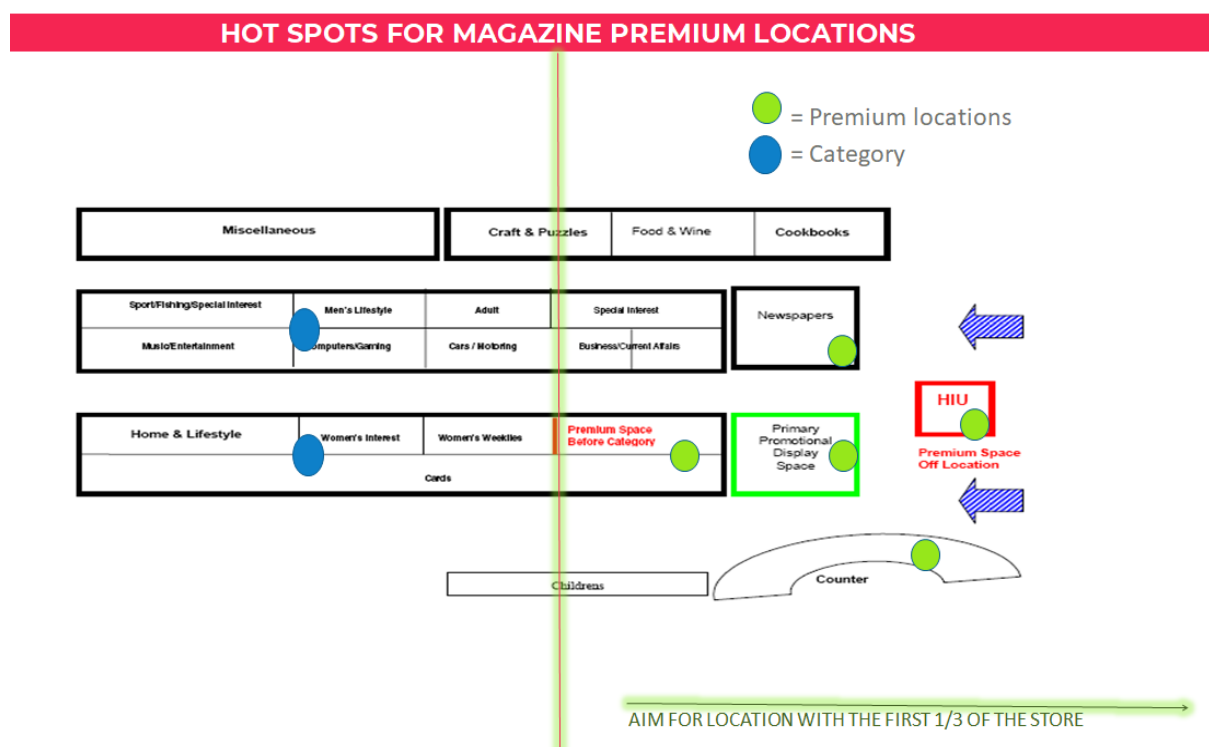 HOT SPOTS FOR MAGAZINE PREMIUM LOCATIONS
= Premium locations
= Category
Miscellaneous
Craft & Puzzles
Food & Wine
Cookbooks
Sport/Fishing/Special Interest
Men's Lifestyle
Adult
Special Interest
Newspapers
Music/Entertainment
Computers/Gaming
Cars / Motoring
Business/Current Affairs
HIU
Premium Space
Off Location
Home & Lifestyle
Women's Interest
Women's Weeklies
Premium Space
Before Category
Primary
Promotional
Display
Space
Cards
Childrens
Counter
AIM FOR LOCATION WITH THE FIRST 1/3 OF THE STORE